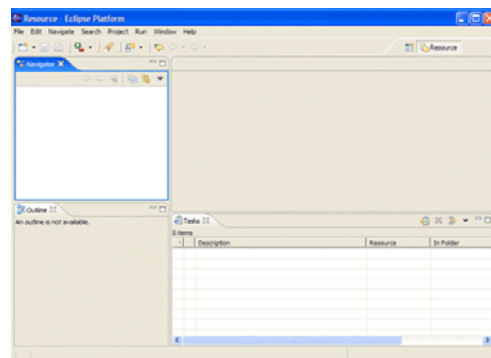 Resource - Eclipse Platform
File Edit Navigate Search Project Run Window Help
Resource
Navigator
Outline
An outline is not available.
Tasks
0 items
Description Resource In Folder